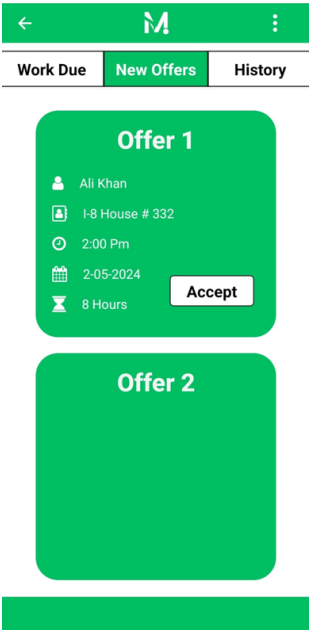 M
Work Due
New Offers
History
Offer 1
Ali Khan
I-8 House # 332
2:00 Pm
2-05-2024
8 Hours
Accept
Offer 2